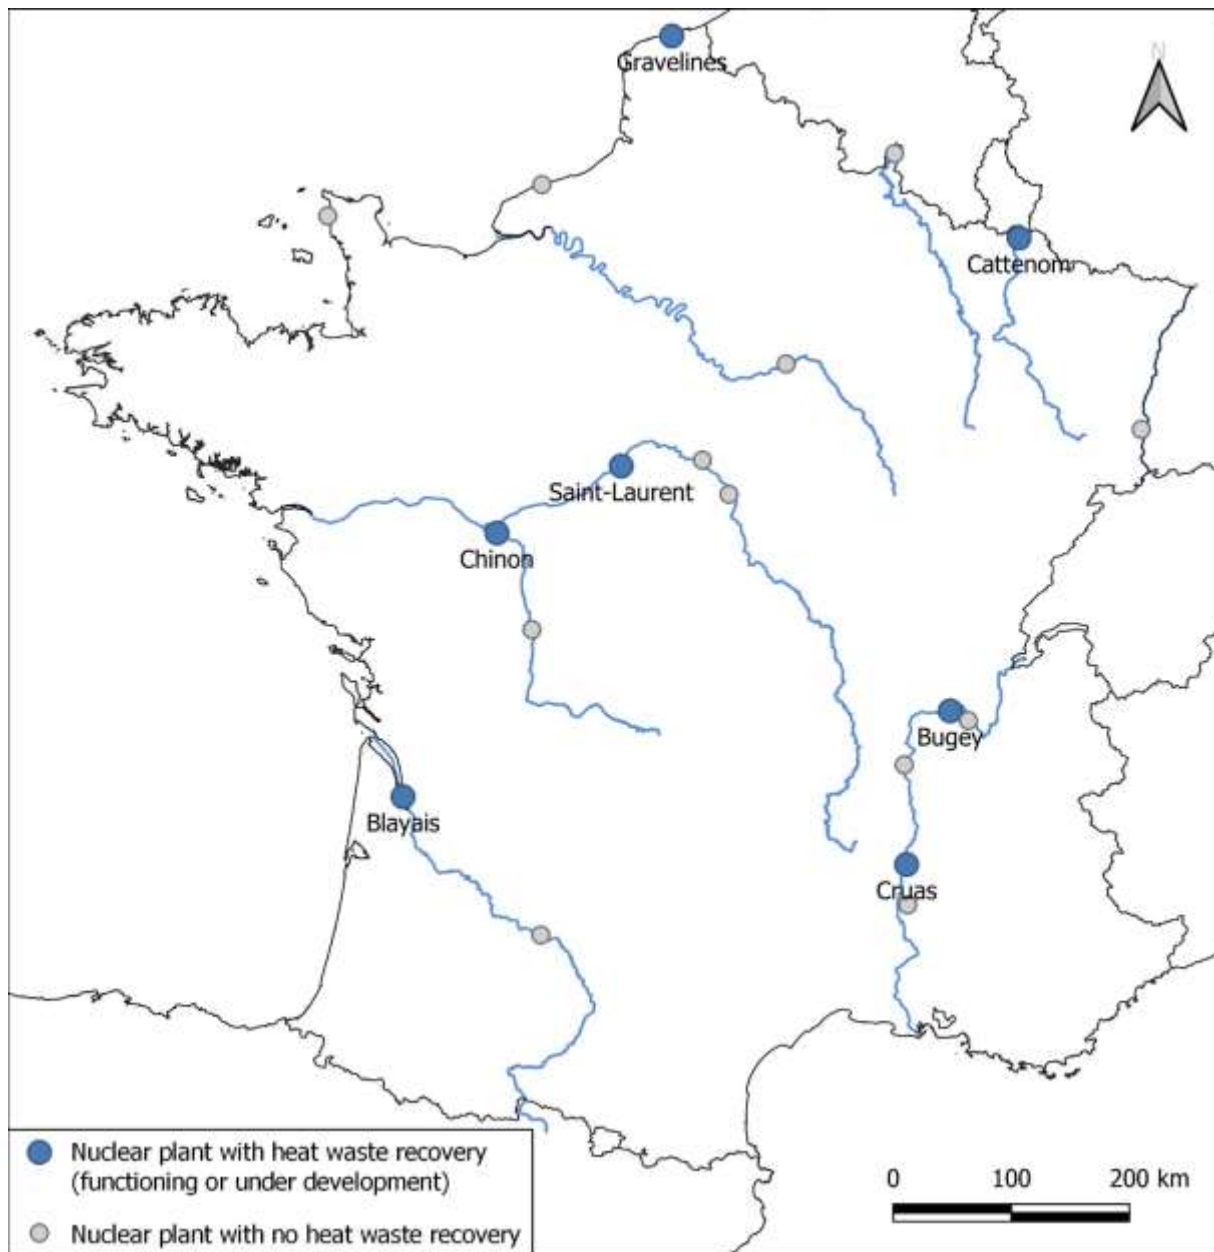 N
Gravelines
Cattenom
Saint-Laurent
Chinon
Bugey
Blayais
Cruas
Nuclear plant with heat waste recovery
(functioning or under development)
Nuclear plant with no heat waste recovery
0 100 200 km